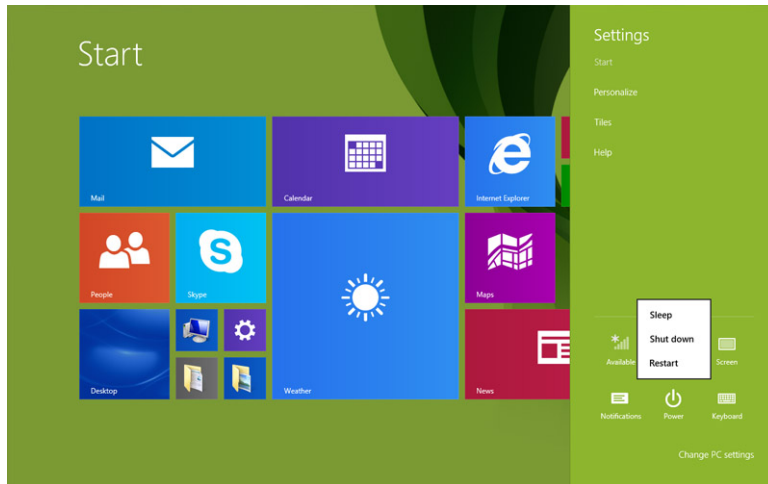 Start
Mail
Calendar
Internet Explorer
People
Skype
Maps
Desktop
Weather
News
Settings
Start
Personalize
Tiles
Help
Sleep
Shut down
Restart
Available
Screen
Notifications
Power
Keyboard
Change PC settings